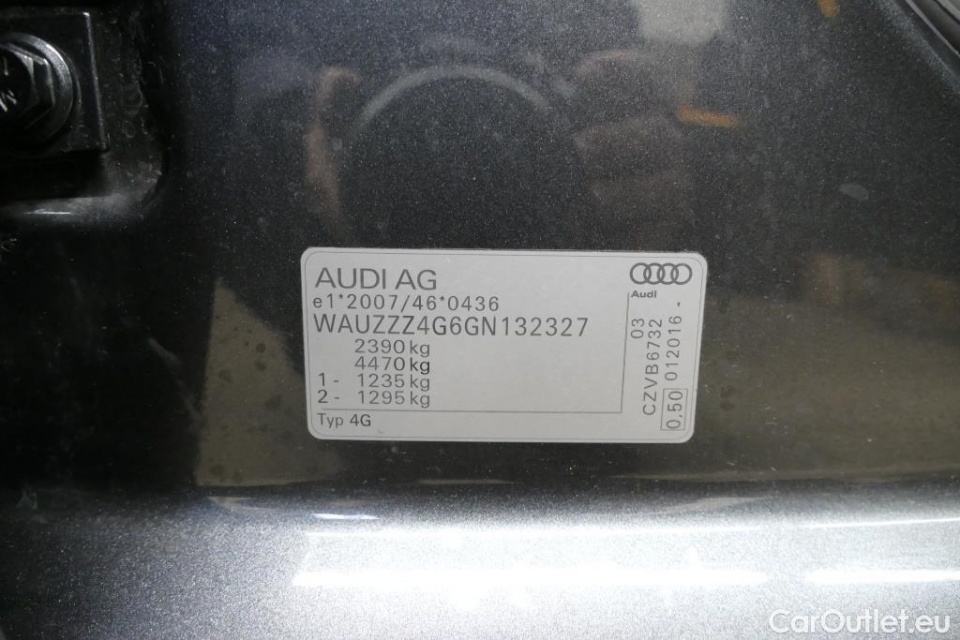 AUDI AG
e1*2007/46*0436
WAUZZZ4G6GN132327
2390 kg
4470 kg
1 - 1235 kg
2 - 1295 kg
Typ 4G
Audi
03
CZVB6732
0,50 012016 -
CarOutlet.eu